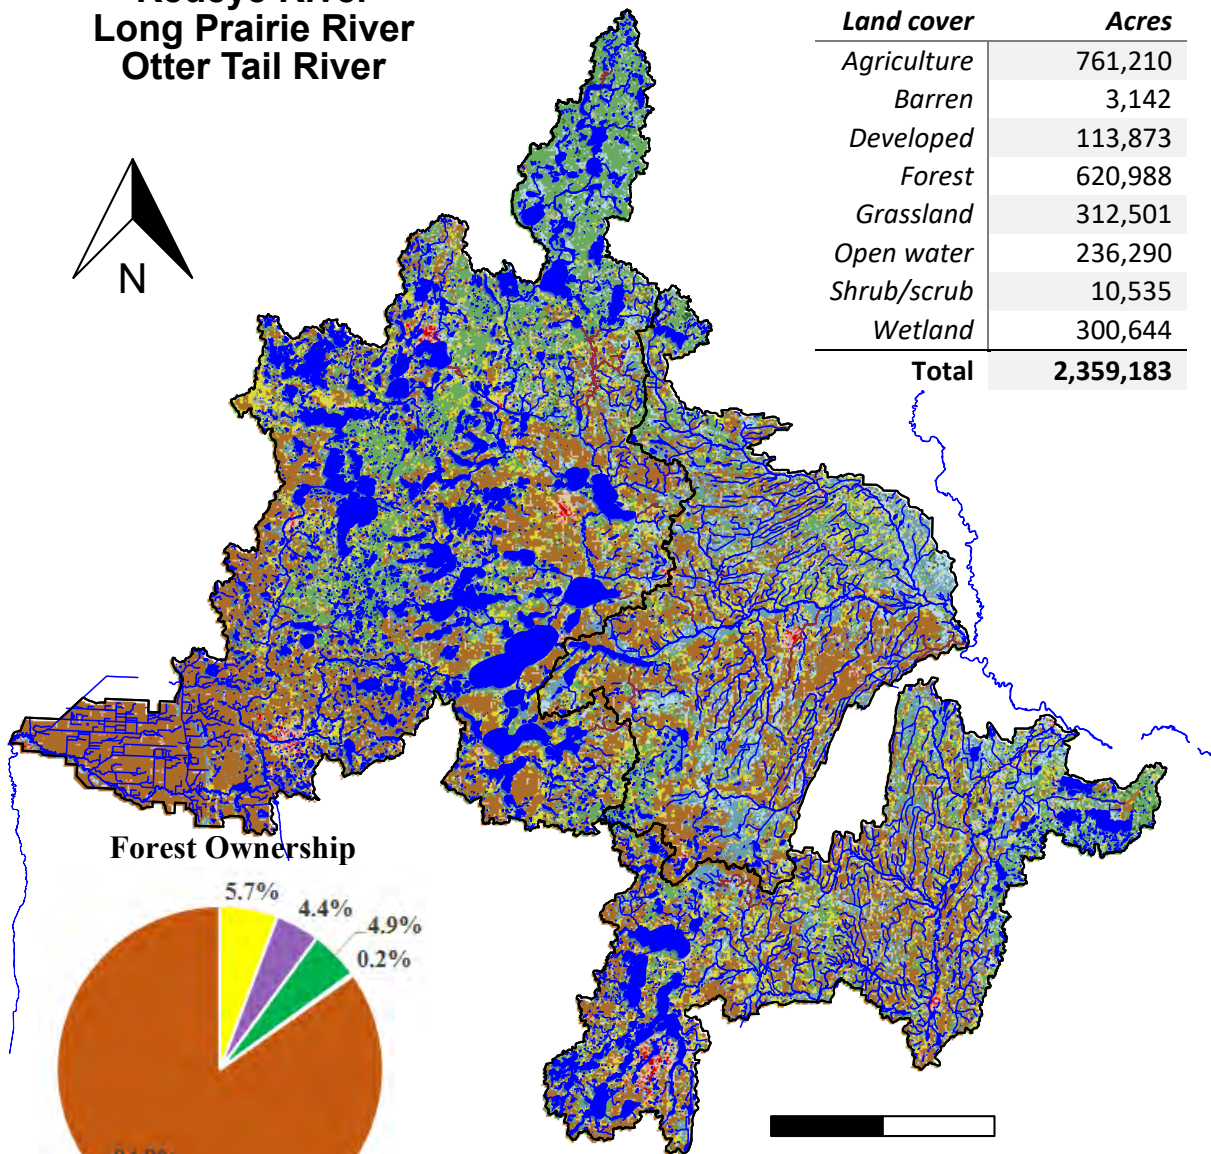 Long Prairie River
Otter Tail River
Land cover Acres
Agriculture 761,210
Barren 3,142
Developed 113,873
Forest 620,988
Grassland 312,501
Open water 236,290
Shrub/scrub 10,535
Wetland 300,644
Total 2,359,183
N
Forest Ownership
5.7%
4.4%
4.9%
0.2%